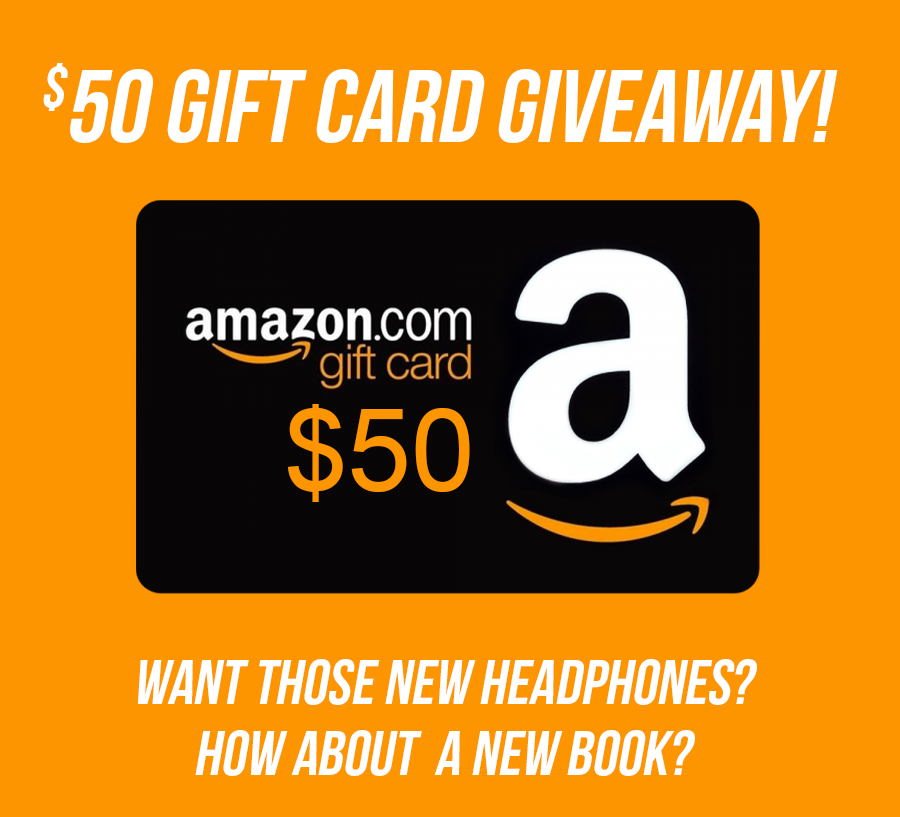 $50 GIFT CARD GIVEAWAY!
amazon.com
gift card
$50
a
WANT THOSE NEW HEADPHONES?
HOW ABOUT A NEW BOOK?